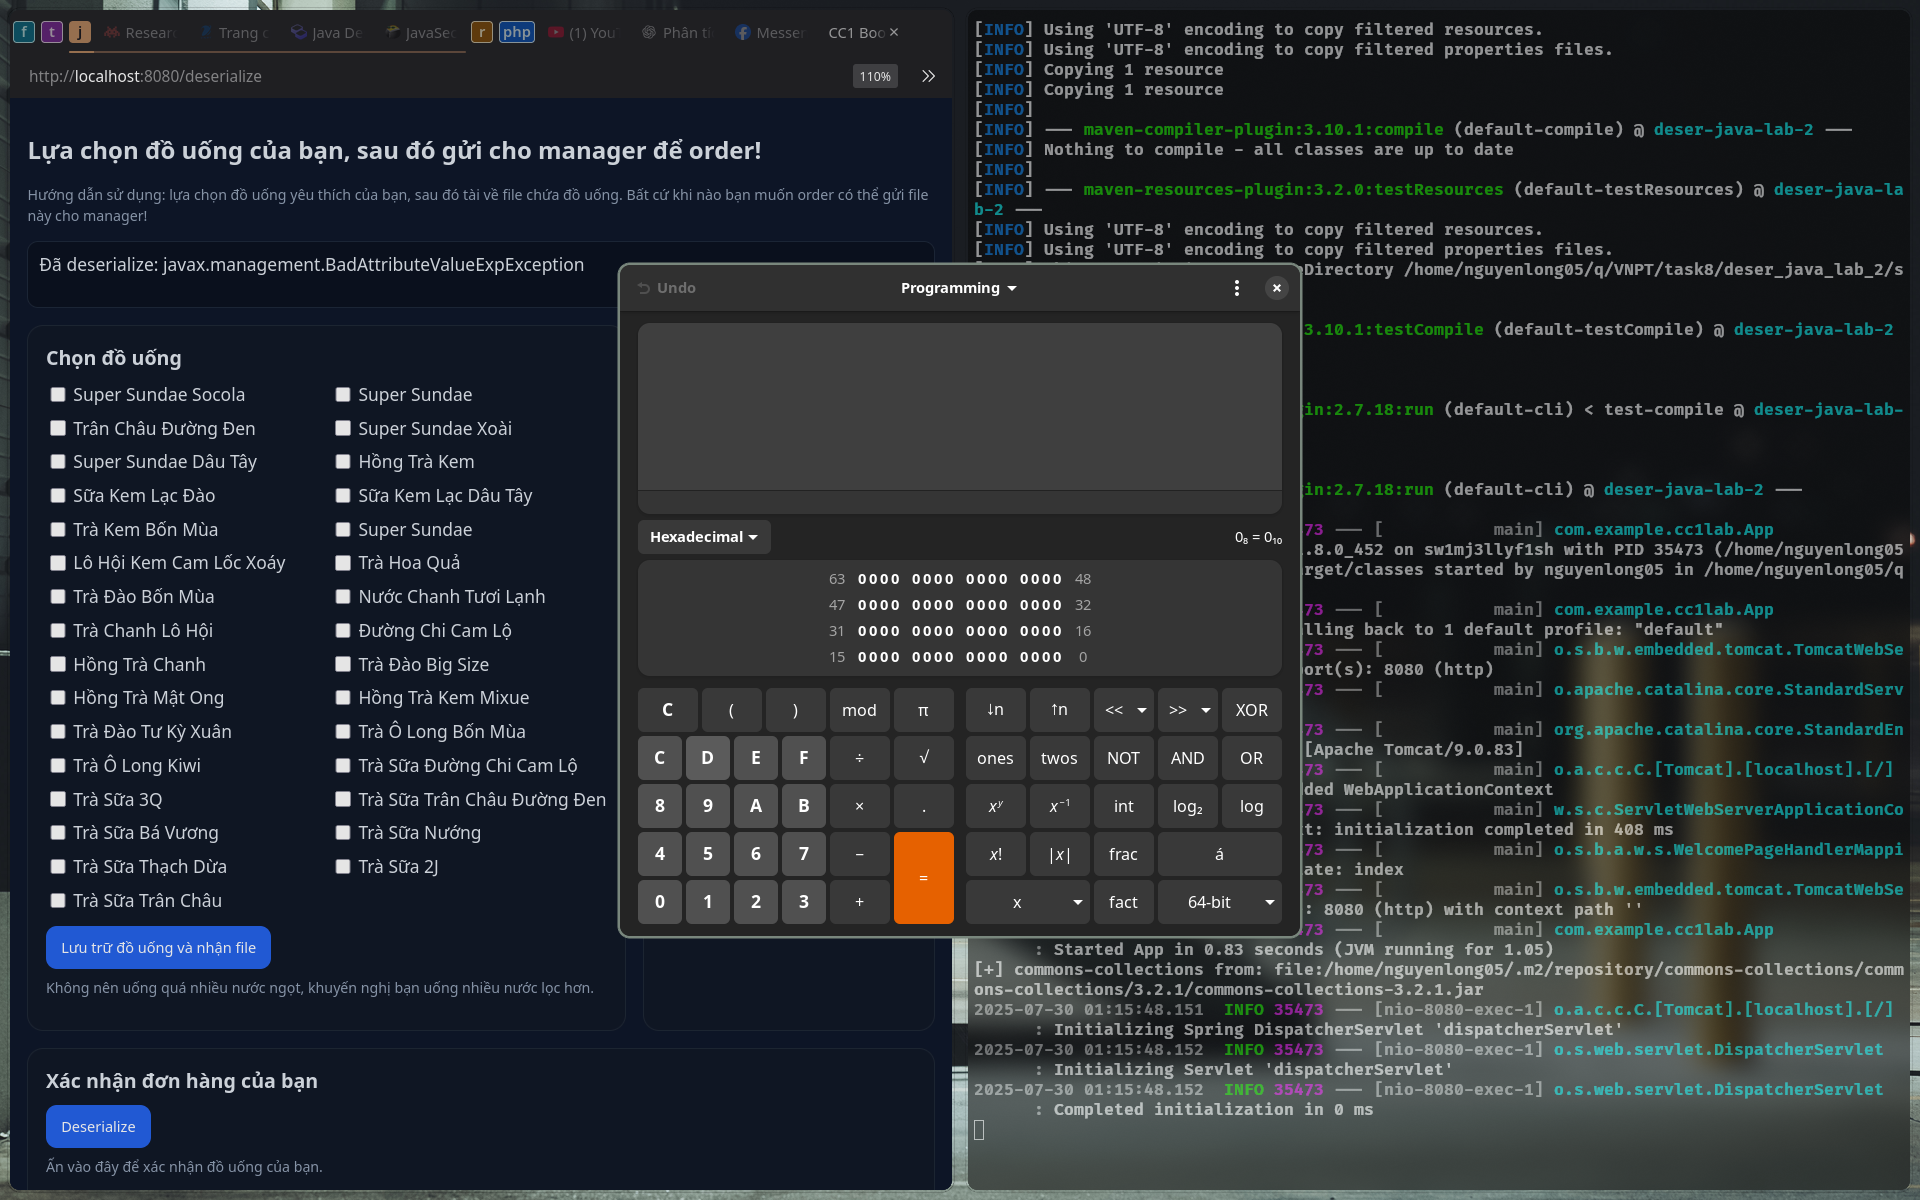 f t j Resear Trang c Java De JavaSec r php (1) You Phân tí Messen CC1 Boo ×
http://localhost:8080/deserialize 110%
Lựa chọn đồ uống của bạn, sau đó gửi cho manager để order!
Hướng dẫn sử dụng: lựa chọn đồ uống yêu thích của bạn, sau đó tài về file chứa đồ uống. Bất cứ khi nào bạn muốn order có thể gửi file
này cho manager!
Đã deserialize: javax.management.BadAttributeValueExpException
Chọn đồ uống
Super Sundae Socola
Super Sundae
Trân Châu Đường Đen
Super Sundae Xoài
Super Sundae Dâu Tây
Hồng Trà Kem
Sữa Kem Lạc Đào
Sữa Kem Lạc Dâu Tây
Trà Kem Bốn Mùa
Super Sundae
Lô Hội Kem Cam Lốc Xoáy
Trà Hoa Quả
Trà Đào Bốn Mùa
Nước Chanh Tươi Lạnh
Trà Chanh Lô Hội
Đường Chi Cam Lộ
Hồng Trà Chanh
Trà Đào Big Size
Hồng Trà Mật Ong
Hồng Trà Kem Mixue
Trà Đào Tư Kỳ Xuân
Trà Ô Long Bốn Mùa
Trà Ô Long Kiwi
Trà Sữa Đường Chi Cam Lộ
Trà Sữa 3Q
Trà Sữa Trân Châu Đường Đen
Trà Sữa Bá Vương
Trà Sữa Nướng
Trà Sữa Thạch Dừa
Trà Sữa 2J
Trà Sữa Trân Châu
Lưu trữ đồ uống và nhận file
Không nên uống quá nhiều nước ngọt, khuyến nghị bạn uống nhiều nước lọc hơn.
Xác nhận đơn hàng của bạn
Deserialize
Ấn vào đây để xác nhận đồ uống của bạn.
Undo Programming
Hexadecimal 0₈ = 0₁₀
63 0000 0000 0000 0000 48
47 0000 0000 0000 0000 32
31 0000 0000 0000 0000 16
15 0000 0000 0000 0000 0
C ( ) mod π ↓n ↑n << >> XOR
C D E F ÷ √ ones twos NOT AND OR
8 9 A B × . xʸ x⁻¹ int log₂ log
4 5 6 7 − = x! |x| frac á
0 1 2 3 + x fact 64-bit
[INFO] Using 'UTF-8' encoding to copy filtered resources.
[INFO] Using 'UTF-8' encoding to copy filtered properties files.
[INFO] Copying 1 resource
[INFO] Copying 1 resource
[INFO]
[INFO] --- maven-compiler-plugin:3.10.1:compile (default-compile) @ deser-java-lab-2 ---
[INFO] Nothing to compile - all classes are up to date
[INFO]
[INFO] --- maven-resources-plugin:3.2.0:testResources (default-testResources) @ deser-java-la
b-2 ---
[INFO] Using 'UTF-8' encoding to copy filtered resources.
[INFO] Using 'UTF-8' encoding to copy filtered properties files.
eDirectory /home/nguyenlong05/q/VNPT/task8/deser_java_lab_2/s
3.10.1:testCompile (default-testCompile) @ deser-java-lab-2
in:2.7.18:run (default-cli) < test-compile @ deser-java-lab-
in:2.7.18:run (default-cli) @ deser-java-lab-2 ---
73 --- [ main] com.example.cc1lab.App
.8.0_452 on sw1mj3llyf1sh with PID 35473 (/home/nguyenlong05
rget/classes started by nguyenlong05 in /home/nguyenlong05/q
73 --- [ main] com.example.cc1lab.App
lling back to 1 default profile: "default"
73 --- [ main] o.s.b.w.embedded.tomcat.TomcatWebSe
ort(s): 8080 (http)
73 --- [ main] o.apache.catalina.core.StandardServ
73 --- [ main] org.apache.catalina.core.StandardEn
[Apache Tomcat/9.0.83]
73 --- [ main] o.a.c.c.C.[Tomcat].[localhost].[/]
ded WebApplicationContext
73 --- [ main] w.s.c.ServletWebServerApplicationCo
t: initialization completed in 408 ms
73 --- [ main] o.s.b.a.w.s.WelcomePageHandlerMappi
ate: index
73 --- [ main] o.s.b.w.embedded.tomcat.TomcatWebSe
: 8080 (http) with context path ''
73 --- [ main] com.example.cc1lab.App
: Started App in 0.83 seconds (JVM running for 1.05)
[+] commons-collections from: file:/home/nguyenlong05/.m2/repository/commons-collections/comm
ons-collections/3.2.1/commons-collections-3.2.1.jar
2025-07-30 01:15:48.151 INFO 35473 --- [nio-8080-exec-1] o.a.c.c.C.[Tomcat].[localhost].[/]
: Initializing Spring DispatcherServlet 'dispatcherServlet'
2025-07-30 01:15:48.152 INFO 35473 --- [nio-8080-exec-1] o.s.web.servlet.DispatcherServlet
: Initializing Servlet 'dispatcherServlet'
2025-07-30 01:15:48.152 INFO 35473 --- [nio-8080-exec-1] o.s.web.servlet.DispatcherServlet
: Completed initialization in 0 ms